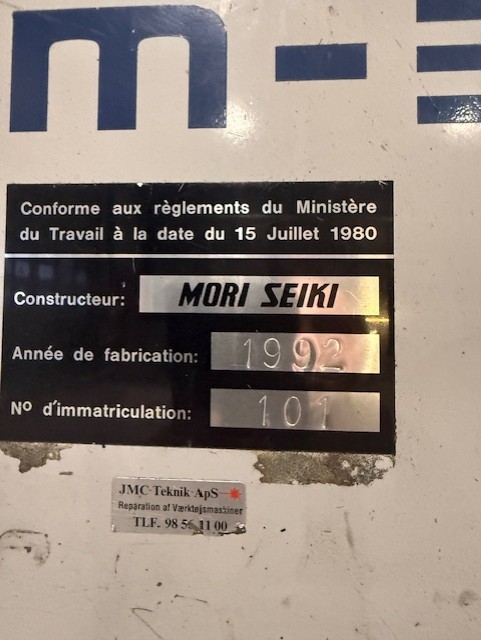 m-
Conforme aux règlements du Ministère
du Travail à la date du 15 Juillet 1980
Constructeur: MORI SEIKI
Année de fabrication: 1992
Nº d'immatriculation: 101
JMC-Teknik ApS
Reparation af Værktøjsmaskiner
TLF. 98 56 11 00